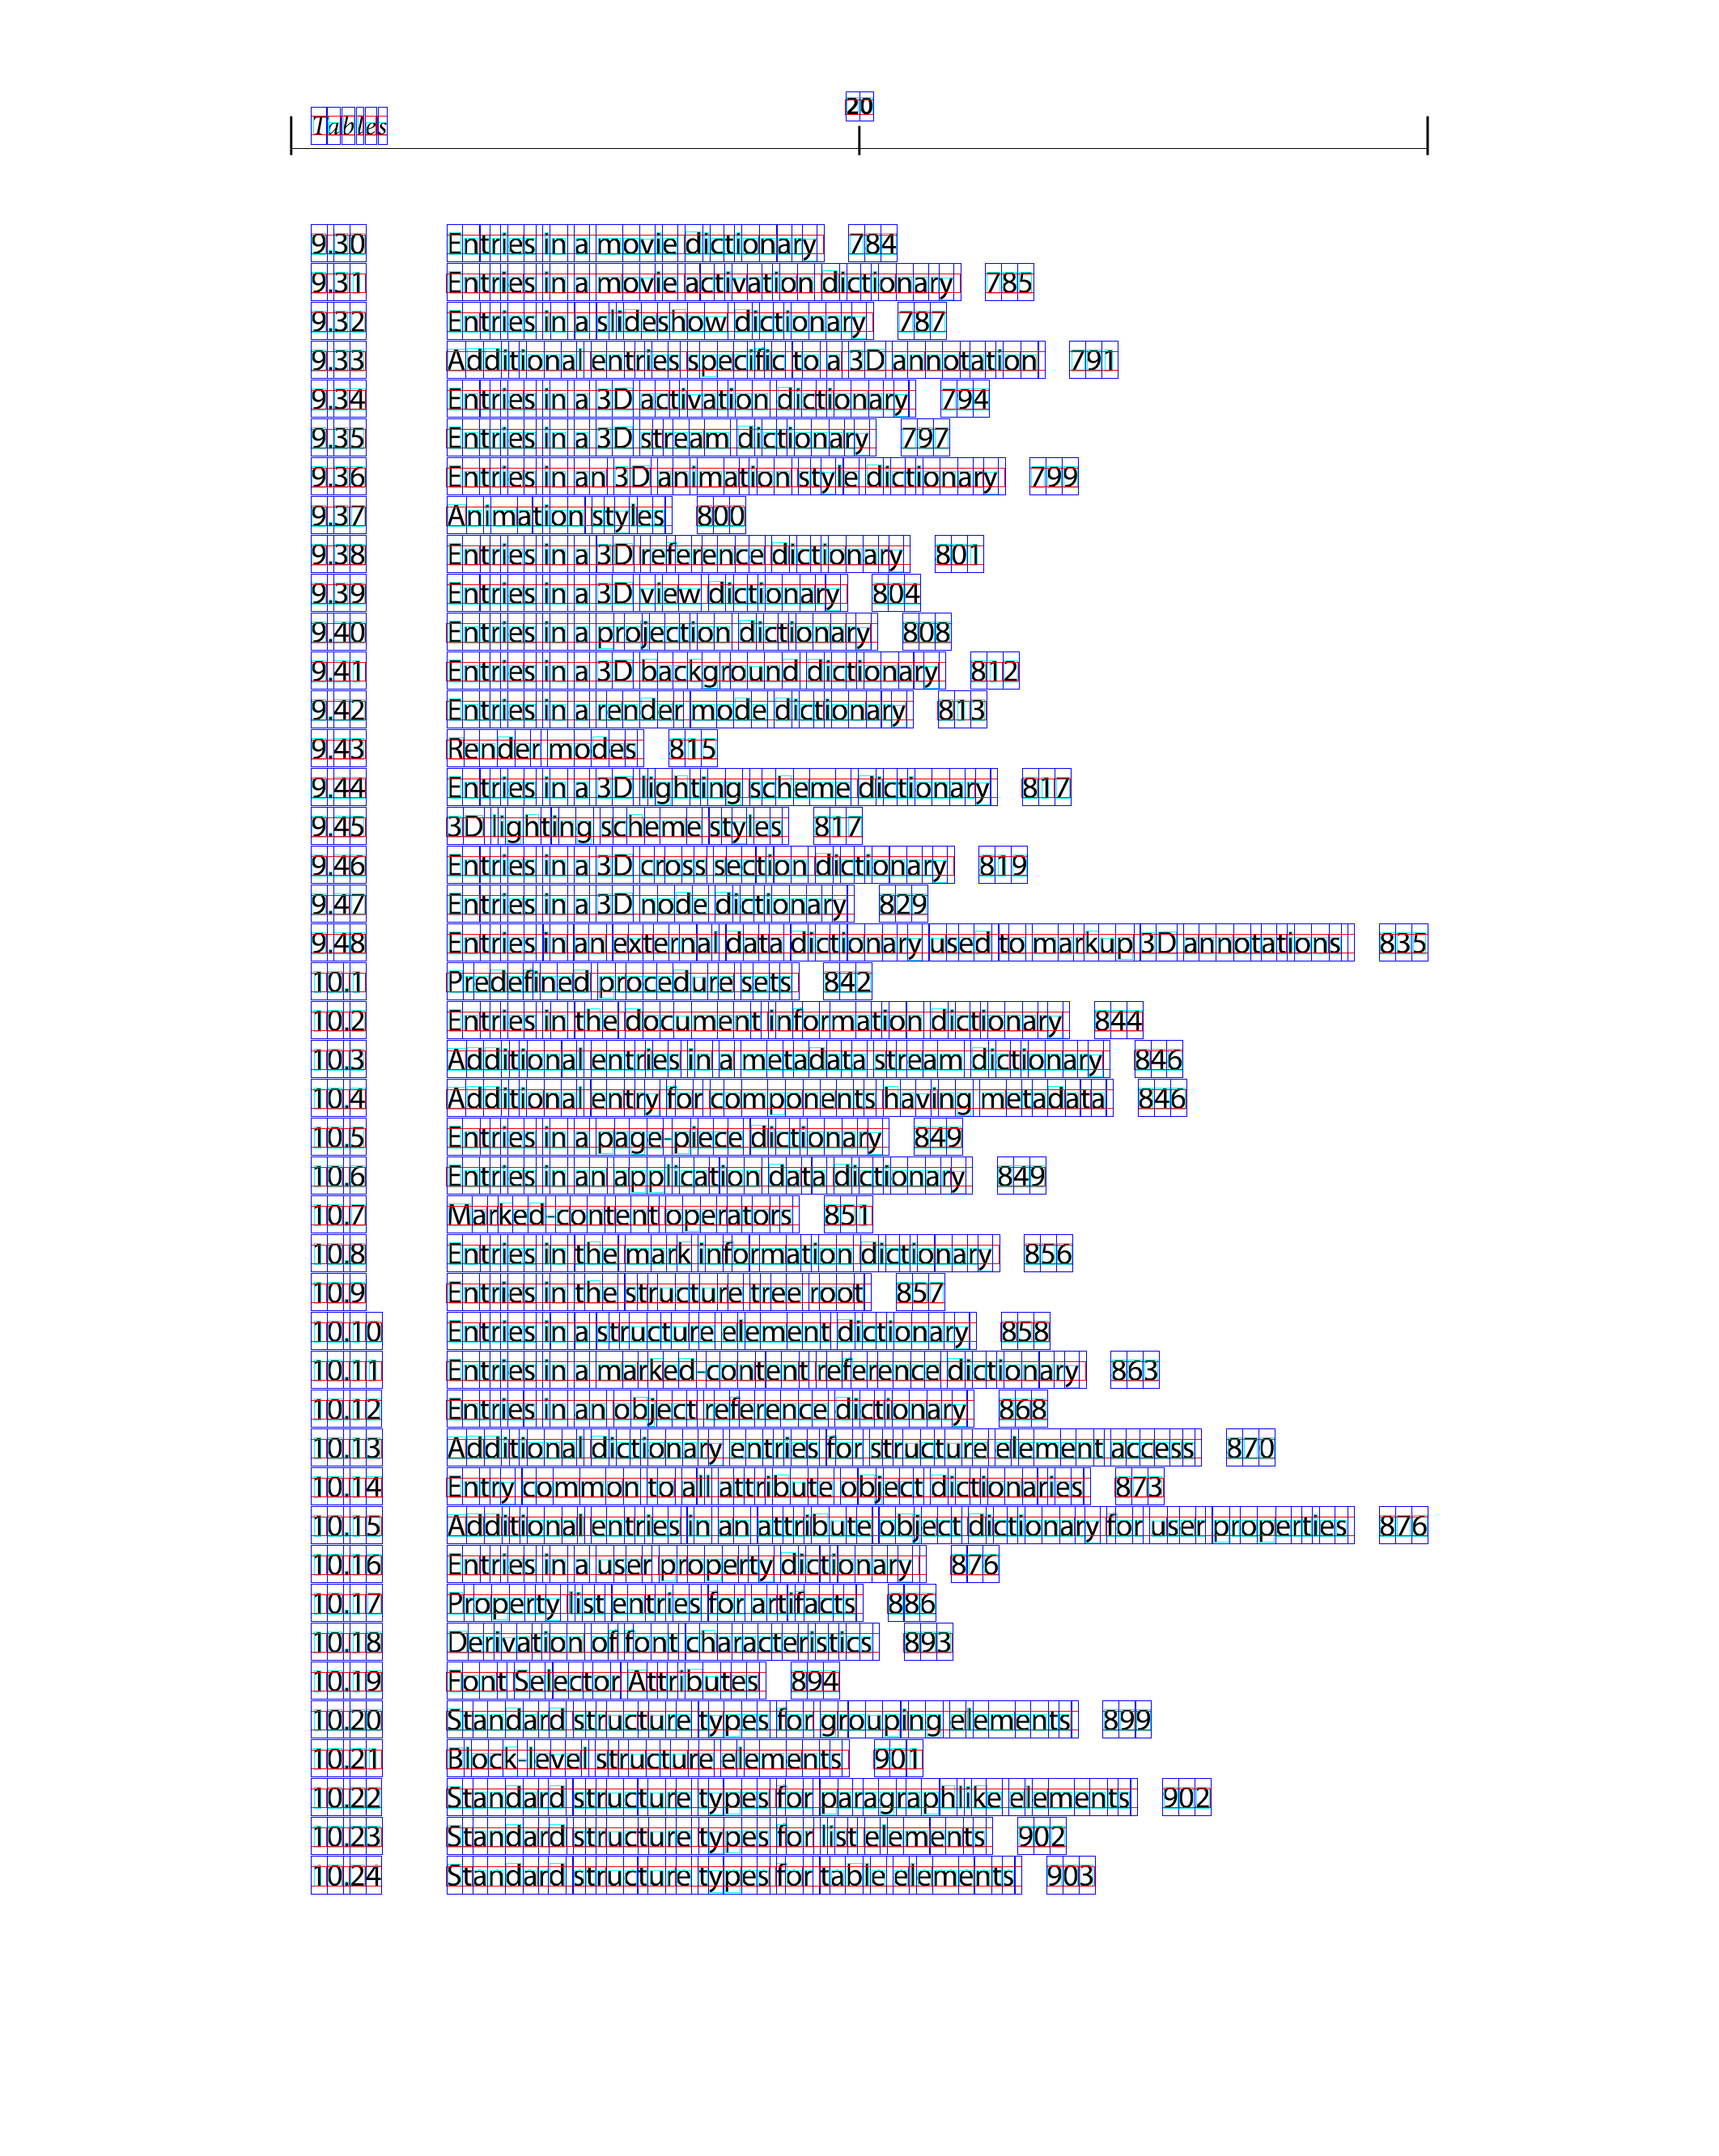 Tables
20
9.30 Entries in a movie dictionary 784
9.31 Entries in a movie activation dictionary 785
9.32 Entries in a slideshow dictionary 787
9.33 Additional entries specific to a 3D annotation 791
9.34 Entries in a 3D activation dictionary 794
9.35 Entries in a 3D stream dictionary 797
9.36 Entries in an 3D animation style dictionary 799
9.37 Animation styles 800
9.38 Entries in a 3D reference dictionary 801
9.39 Entries in a 3D view dictionary 804
9.40 Entries in a projection dictionary 808
9.41 Entries in a 3D background dictionary 812
9.42 Entries in a render mode dictionary 813
9.43 Render modes 815
9.44 Entries in a 3D lighting scheme dictionary 817
9.45 3D lighting scheme styles 817
9.46 Entries in a 3D cross section dictionary 819
9.47 Entries in a 3D node dictionary 829
9.48 Entries in an external data dictionary used to markup 3D annotations 835
10.1 Predefined procedure sets 842
10.2 Entries in the document information dictionary 844
10.3 Additional entries in a metadata stream dictionary 846
10.4 Additional entry for components having metadata 846
10.5 Entries in a page-piece dictionary 849
10.6 Entries in an application data dictionary 849
10.7 Marked-content operators 851
10.8 Entries in the mark information dictionary 856
10.9 Entries in the structure tree root 857
10.10 Entries in a structure element dictionary 858
10.11 Entries in a marked-content reference dictionary 863
10.12 Entries in an object reference dictionary 868
10.13 Additional dictionary entries for structure element access 870
10.14 Entry common to all attribute object dictionaries 873
10.15 Additional entries in an attribute object dictionary for user properties 876
10.16 Entries in a user property dictionary 876
10.17 Property list entries for artifacts 886
10.18 Derivation of font characteristics 893
10.19 Font Selector Attributes 894
10.20 Standard structure types for grouping elements 899
10.21 Block-level structure elements 901
10.22 Standard structure types for paragraphlike elements 902
10.23 Standard structure types for list elements 902
10.24 Standard structure types for table elements 903